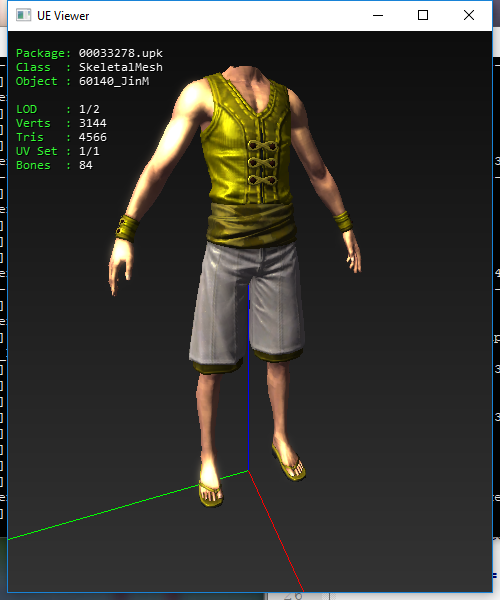 UE Viewer
Package: 00033278.upk
Class : SkeletalMesh
Object : 60140_JinM
LOD : 1/2
Verts : 3144
Tris : 4566
UV Set : 1/1
Bones : 84